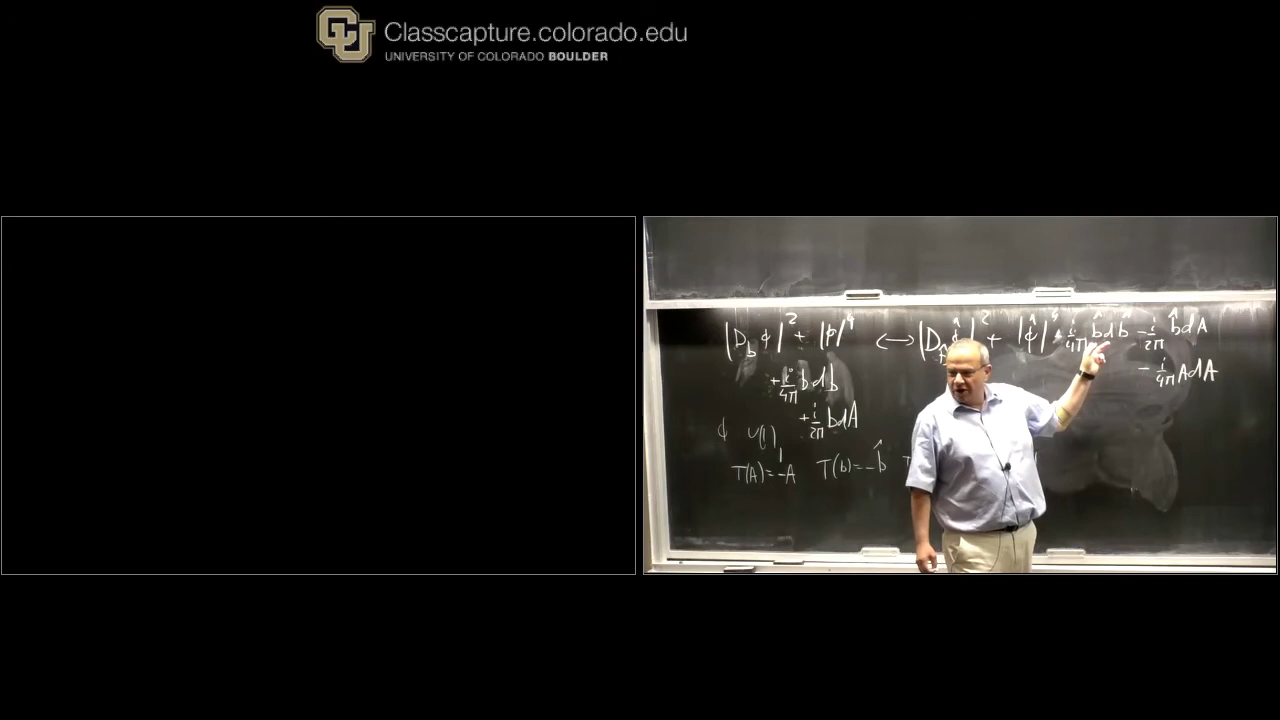 CU Classcapture.colorado.edu
UNIVERSITY OF COLORADO BOULDER
|D_b ϕ|² + |ϕ|⁴ ⟷ |D ϕ̂|² + |ϕ̂|⁴ - i/4π b̂db̂ - i/2π b̂dA
+ i/4π bdb - i/4π AdA
+ i/2π bdA
ϕ U(1)
T(A)=-A T(b)=-b̂